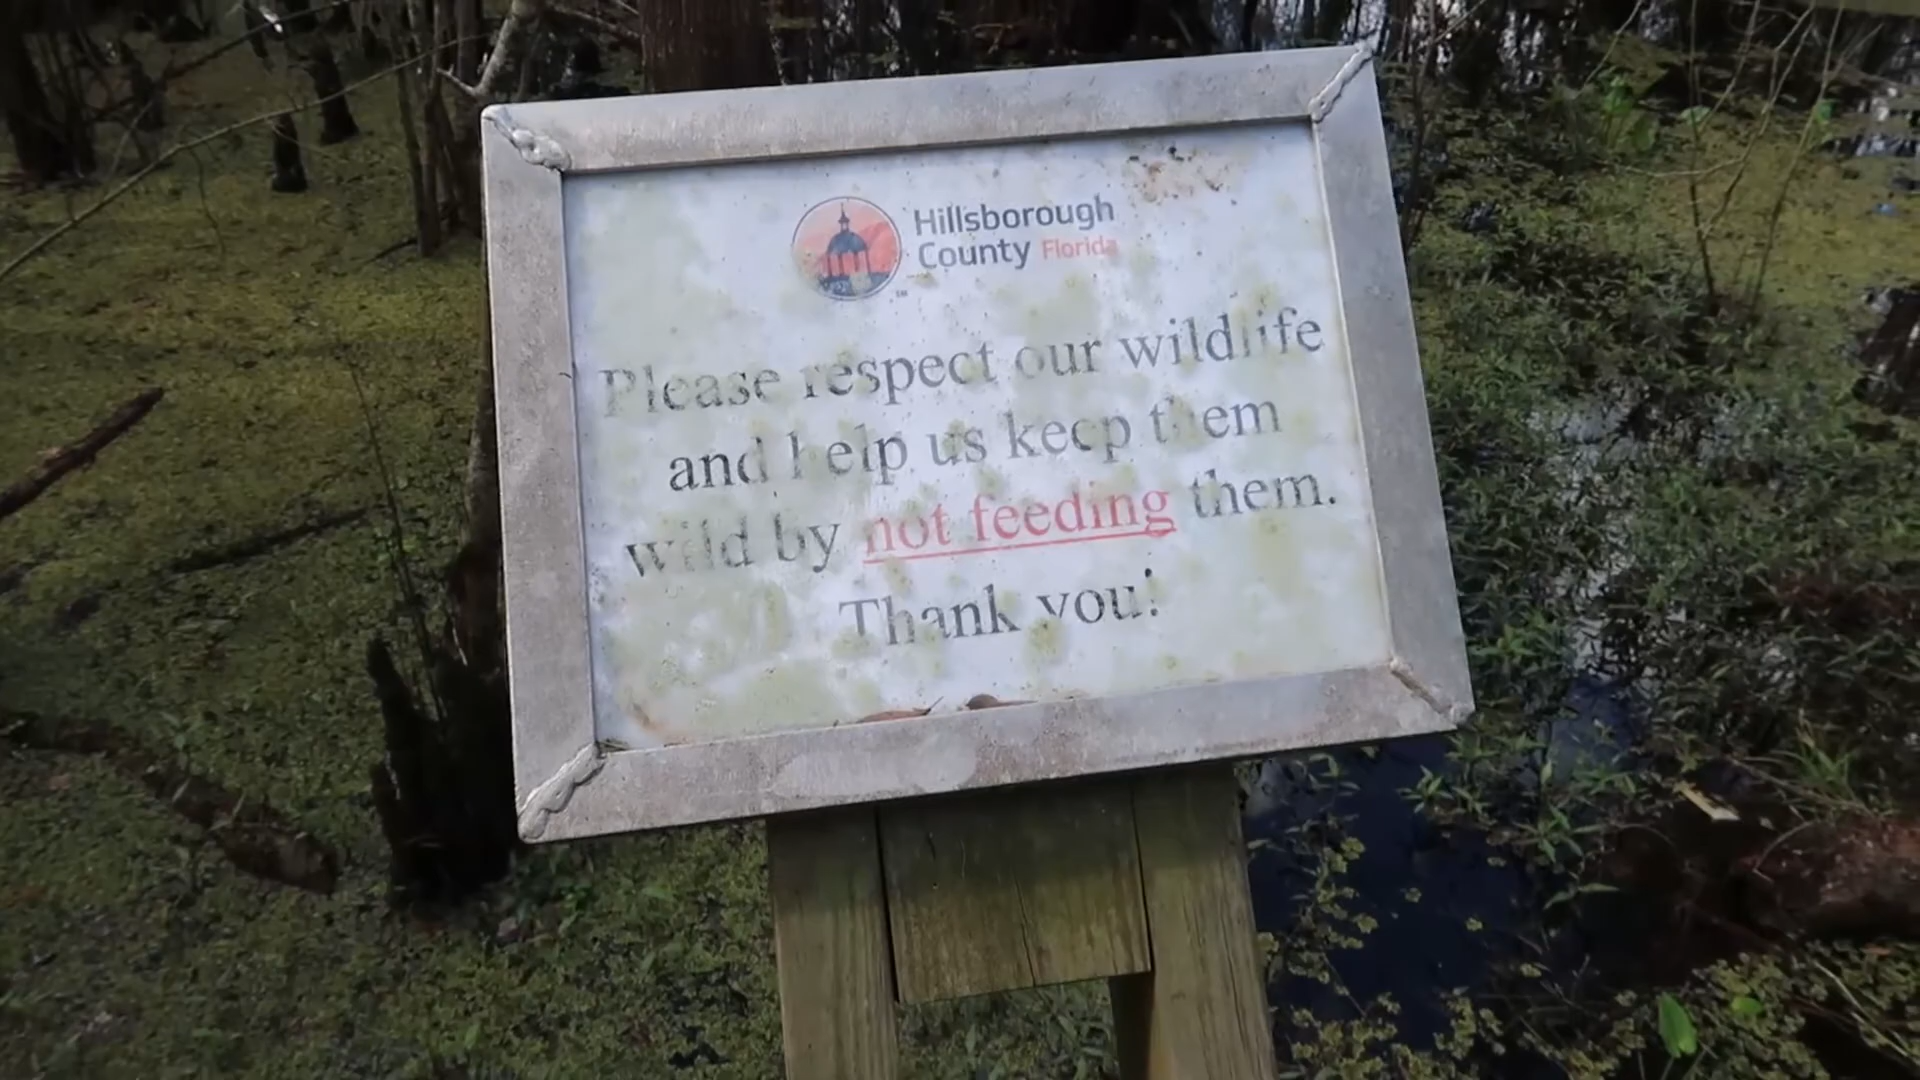 Hillsborough
County Florida
SM
Please respect our wildlife
and help us keep them
wild by not feeding them.
Thank you!